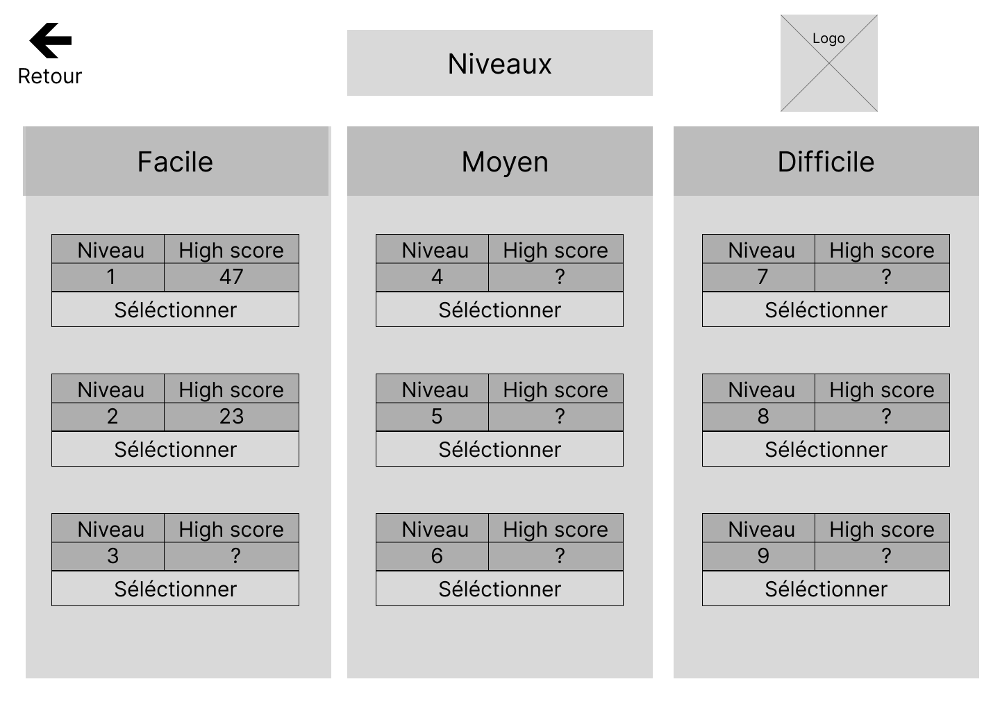 Retour
Niveaux
Logo
Facile
Moyen
Difficile
Niveau High score
1 47
Séléctionner
Niveau High score
4 ?
Séléctionner
Niveau High score
7 ?
Séléctionner
Niveau High score
2 23
Séléctionner
Niveau High score
5 ?
Séléctionner
Niveau High score
8 ?
Séléctionner
Niveau High score
3 ?
Séléctionner
Niveau High score
6 ?
Séléctionner
Niveau High score
9 ?
Séléctionner